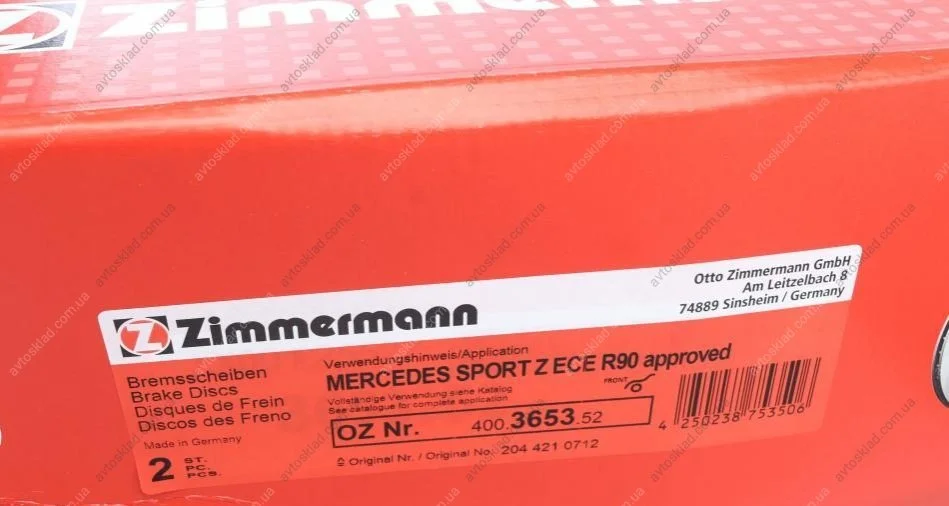 Zimmermann
Zimmermann
Otto Zimmermann GmbH
Am Leitzelbach 8
74889 Sinsheim / Germany
Bremsscheiben
Brake Discs
Disques de Frein
Discos des Freno
Made in Germany
2 ST.
PC.
PCS.
Verwendungshinweis/Application
MERCEDES SPORT Z ECE R90 approved
Vollständige Verwendung siehe Katalog
See catalogue for complete application
FRONT
OZ Nr. 400.3653.52
Original Nr. / Original No. 204 421 0712
4 250238 753506
avtosklad.com.ua